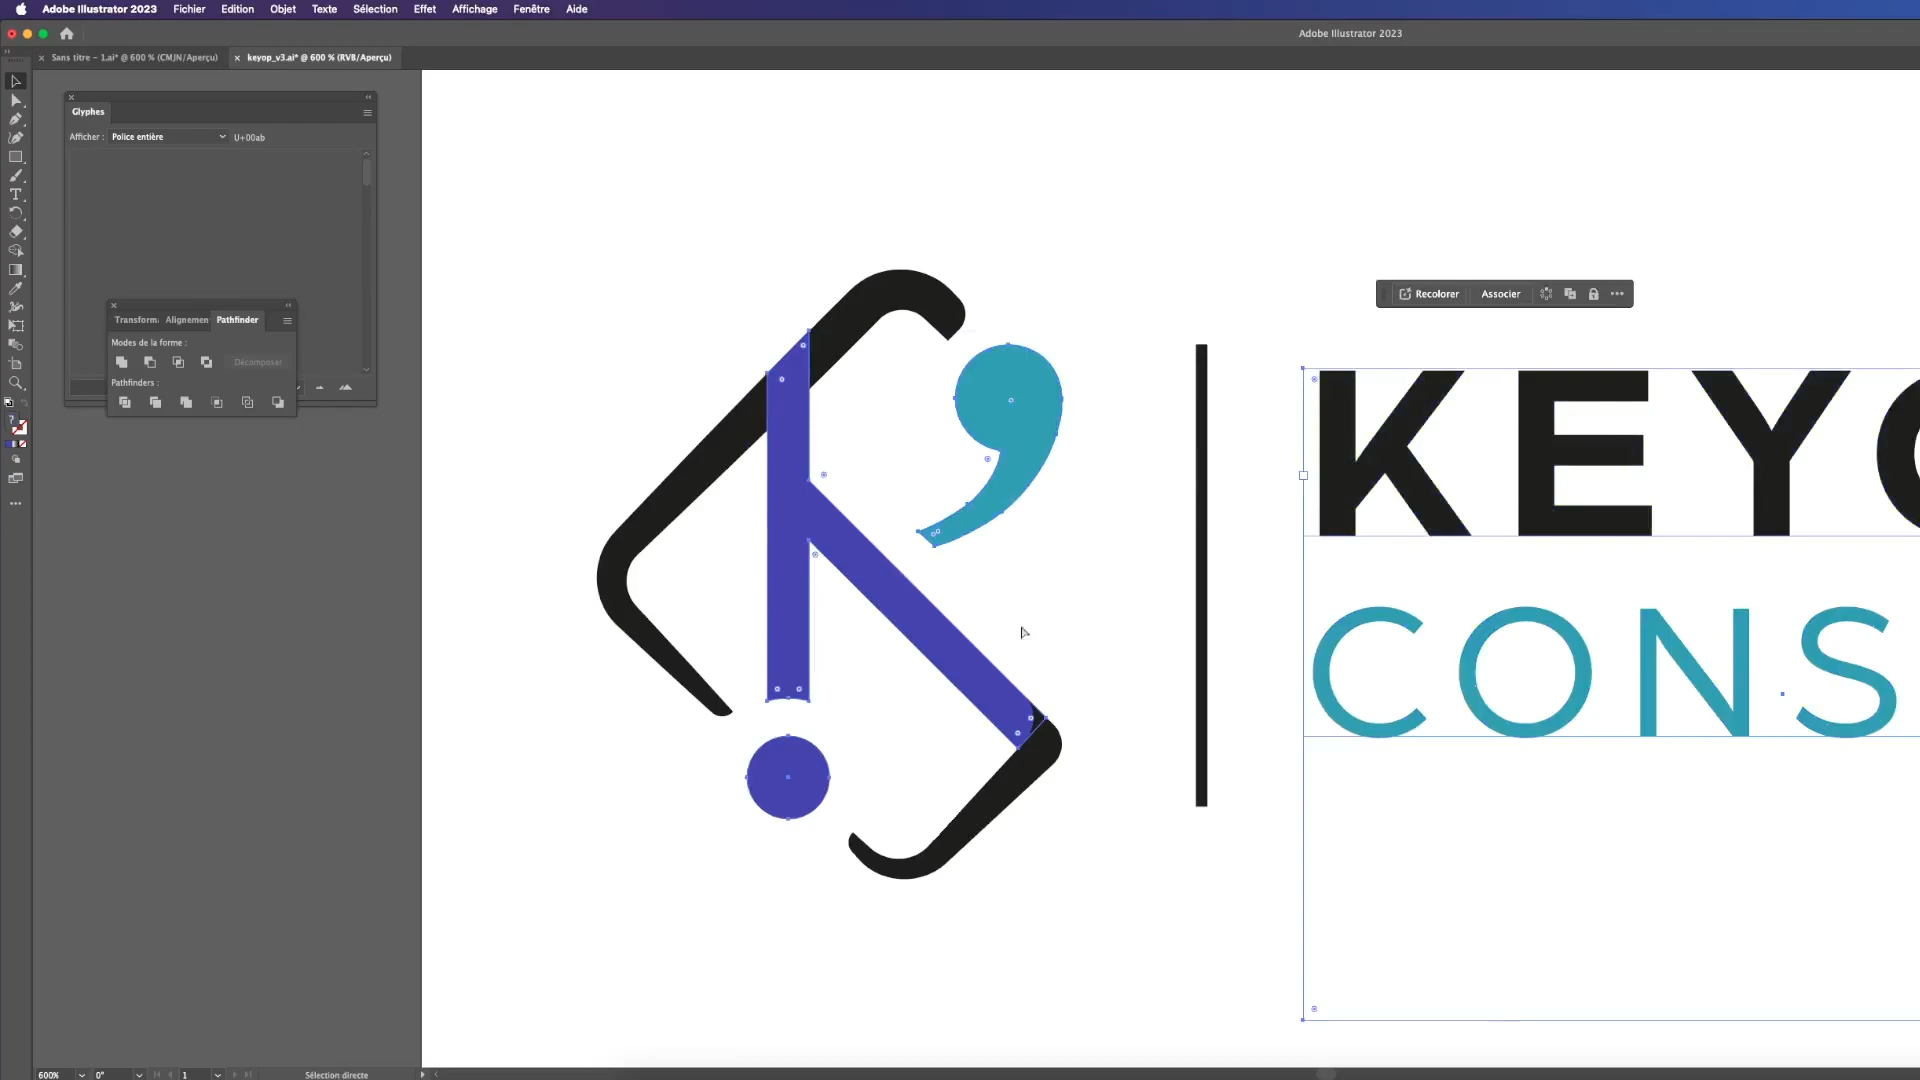 Adobe Illustrator 2023 Fichier Edition Objet Texte Sélection Effet Affichage Fenêtre Aide
Adobe Illustrator 2023
Sans titre - 1.ai* @ 600 % (CMJN/Aperçu) keyop_v3.ai* @ 600 % (RVB/Aperçu)
Glyphes
Afficher : Police entière U+00ab
Recolorer Associer
Transform Alignemen Pathfinder
Modes de la forme :
Décomposer
Pathfinders :
KEYO
CONS
600% 0° 1 Sélection directe